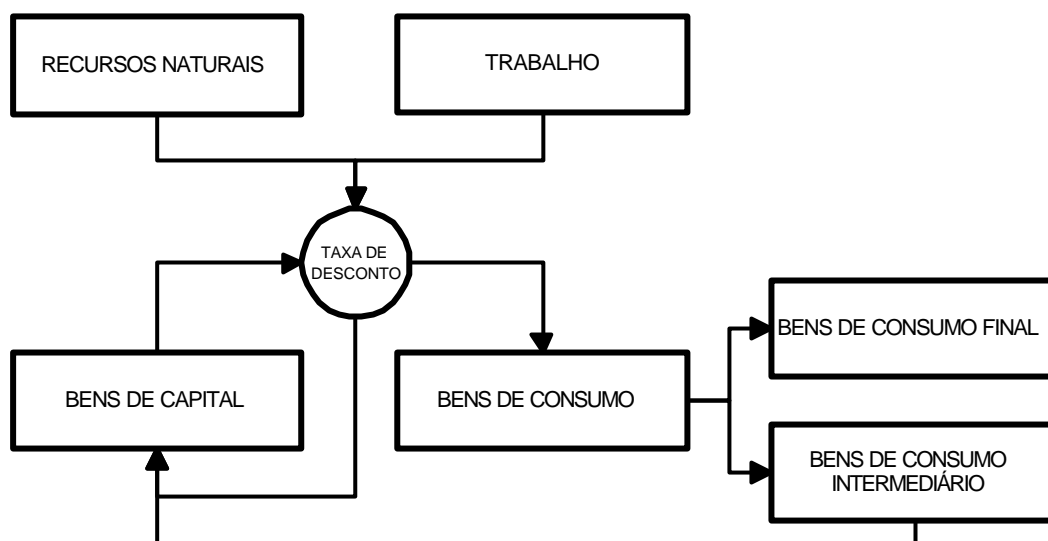 RECURSOS NATURAIS
TRABALHO
TAXA DE
DESCONTO
BENS DE CAPITAL
BENS DE CONSUMO
BENS DE CONSUMO FINAL
BENS DE CONSUMO
INTERMEDIÁRIO